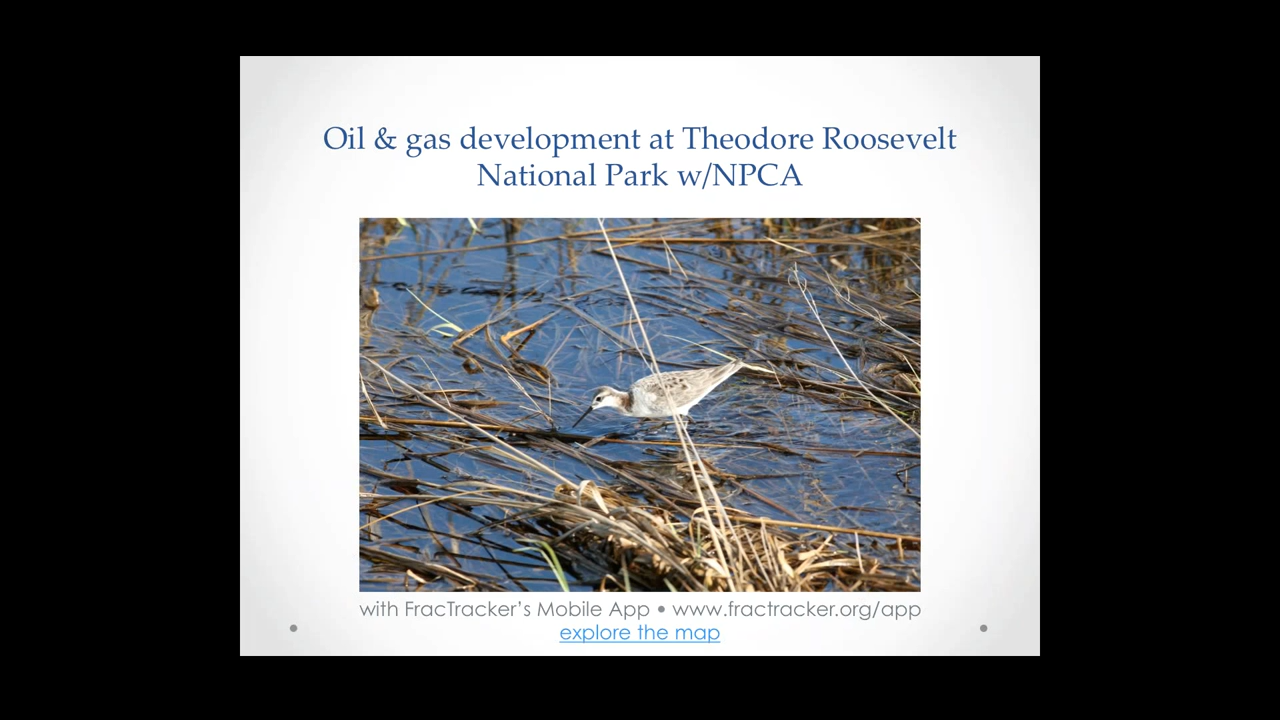 Oil & gas development at Theodore Roosevelt
National Park w/NPCA
with FracTracker’s Mobile App • www.fractracker.org/app
explore the map